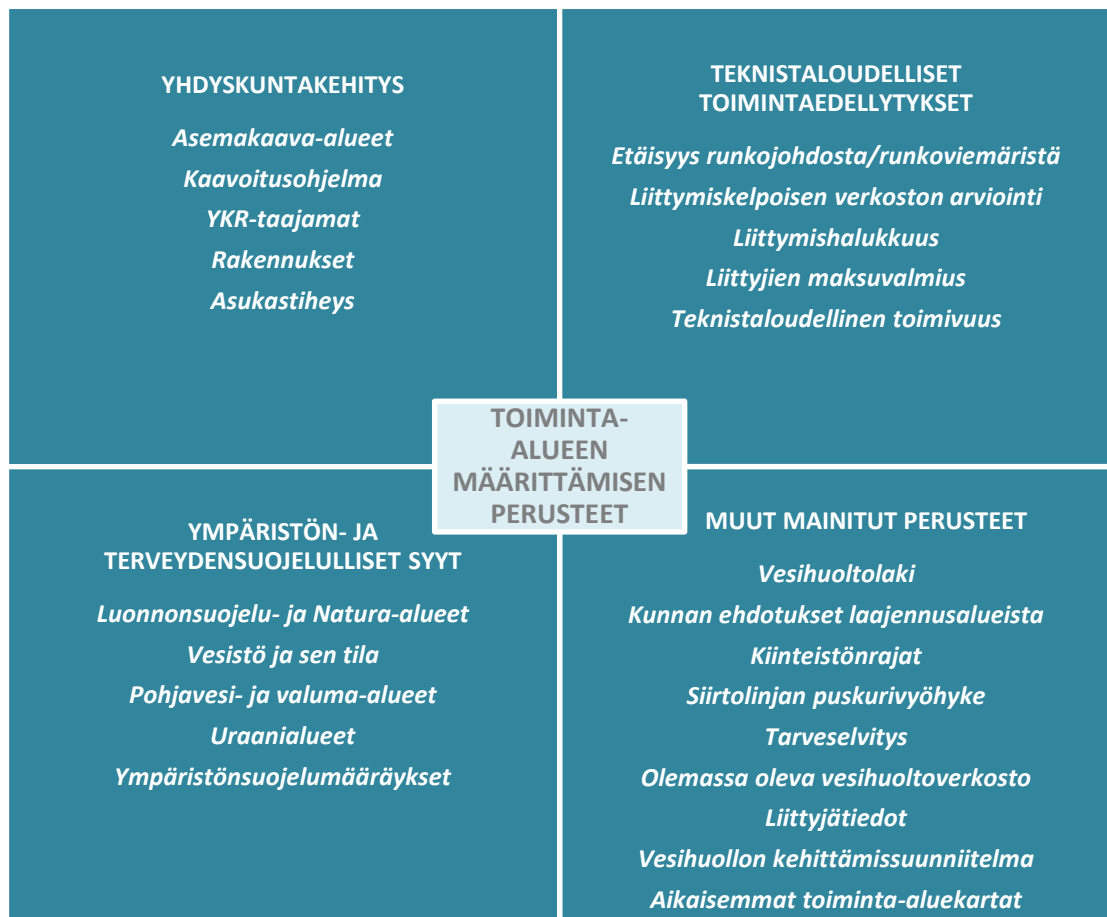 YHDYSKUNTAKEHITYS
Asemakaava-alueet
Kaavoitusohjelma
YKR-taajamat
Rakennukset
Asukastiheys
TEKNISTALOUDELLISET
TOIMINTAEDELLYTYKSET
Etäisyys runkojohdosta/runkoviemäristä
Liittymiskelpoisen verkoston arviointi
Liittymishalukkuus
Liittyjien maksuvalmius
Teknistaloudellinen toimivuus
TOIMINTA-
ALUEEN
MÄÄRITTÄMISEN
PERUSTEET
YMPÄRISTÖN- JA
TERVEYDENSUOJELULLISET SYYT
Luonnonsuojelu- ja Natura-alueet
Vesistö ja sen tila
Pohjavesi- ja valuma-alueet
Uraanialueet
Ympäristönsuojelumääräykset
MUUT MAINITUT PERUSTEET
Vesihuoltolaki
Kunnan ehdotukset laajennusalueista
Kiinteistönrajat
Siirtolinjan puskurivyöhyke
Tarveselvitys
Olemassa oleva vesihuoltoverkosto
Liittyjätiedot
Vesihuollon kehittämissuunniitelma
Aikaisemmat toiminta-aluekartat